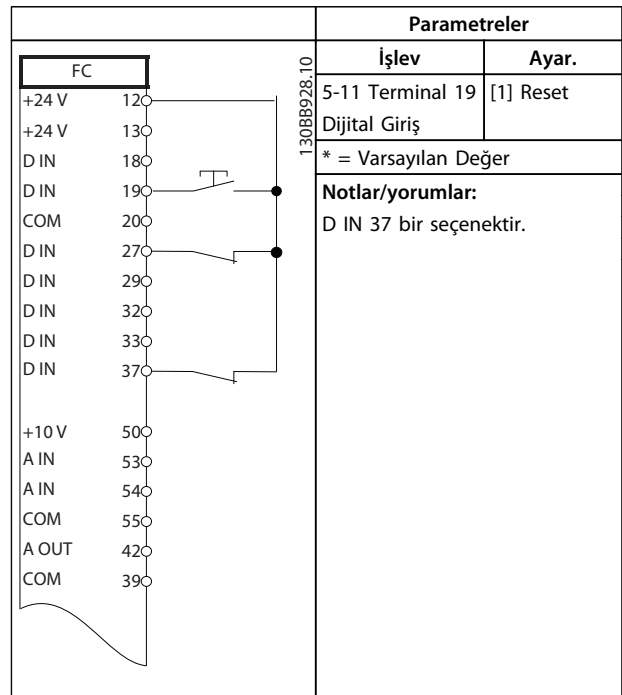 FC
+24 V 12
+24 V 13
D IN 18
D IN 19
COM 20
D IN 27
D IN 29
D IN 32
D IN 33
D IN 37
+10 V 50
A IN 53
A IN 54
COM 55
A OUT 42
COM 39
130BB928.10
Parametreler
İşlev Ayar.
5-11 Terminal 19 [1] Reset
Dijital Giriş
* = Varsayılan Değer
Notlar/yorumlar:
D IN 37 bir seçenektir.